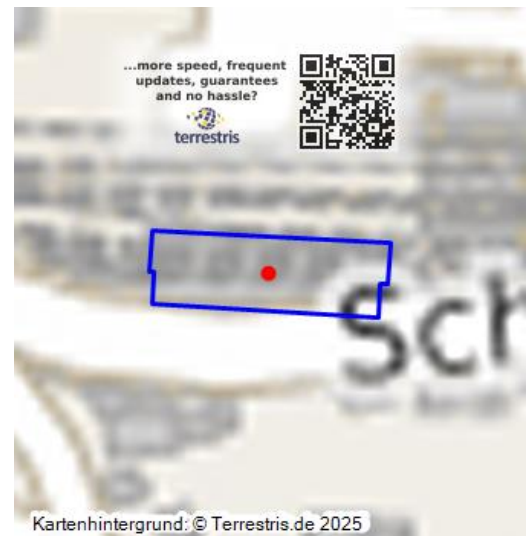 ...more speed, frequent
updates, guarantees
and no hassle?
terrestris
Sch
Kartenhintergrund: © Terrestris.de 2025